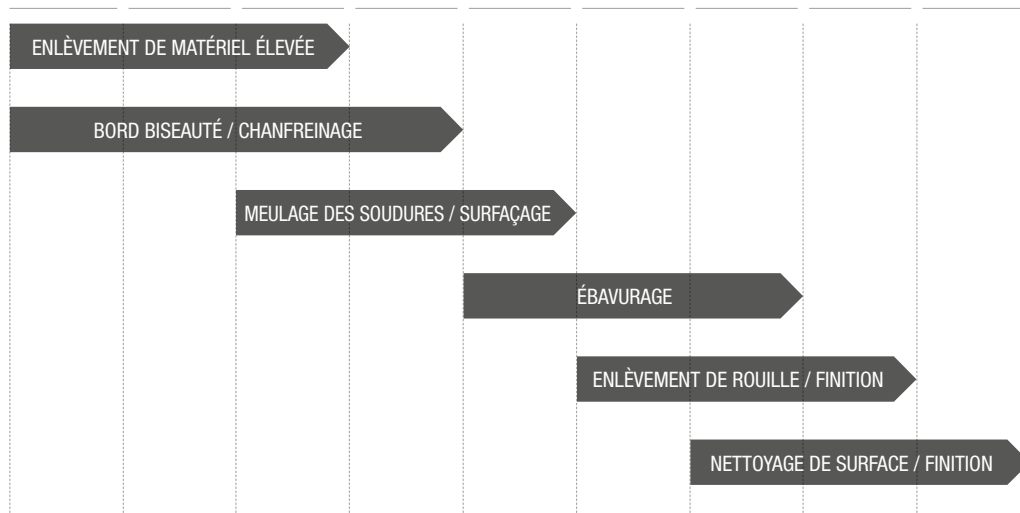 ENLÈVEMENT DE MATÉRIEL ÉLEVÉE
BORD BISEAUTÉ / CHANFREINAGE
MEULAGE DES SOUDURES / SURFAÇAGE
ÉBAVURAGE
ENLÈVEMENT DE ROUILLE / FINITION
NETTOYAGE DE SURFACE / FINITION